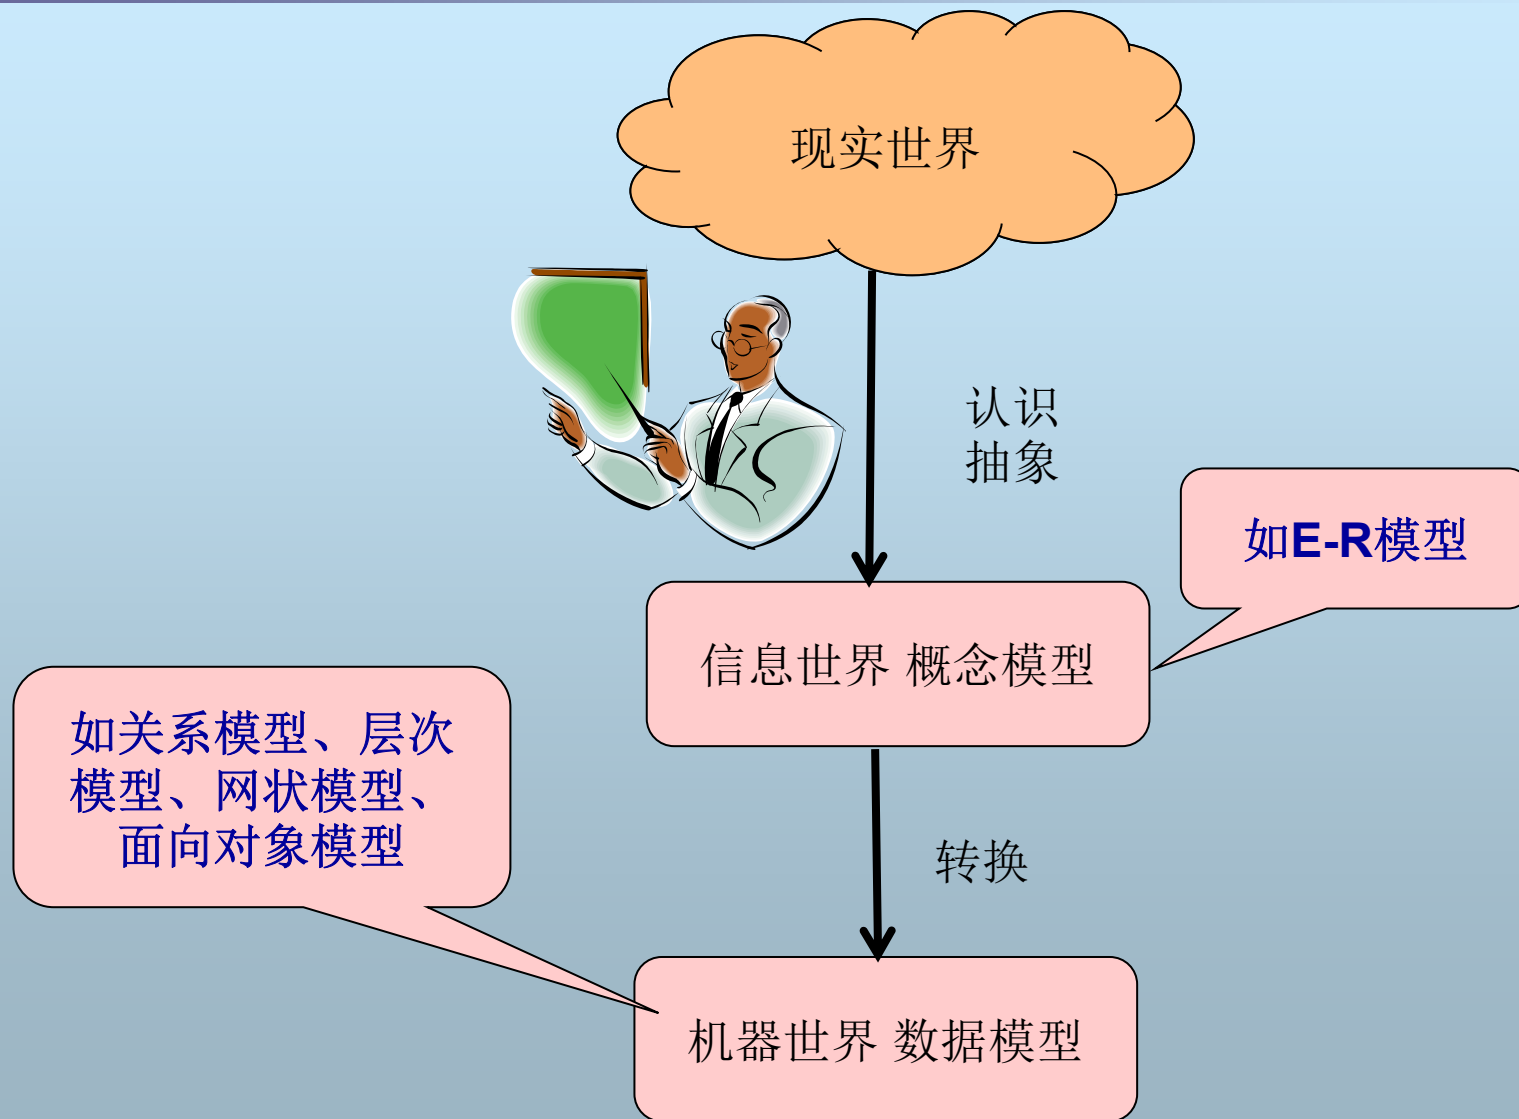 现实世界
认识
抽象
如E-R模型
信息世界 概念模型
如关系模型、层次
模型、网状模型、
面向对象模型
转换
机器世界 数据模型